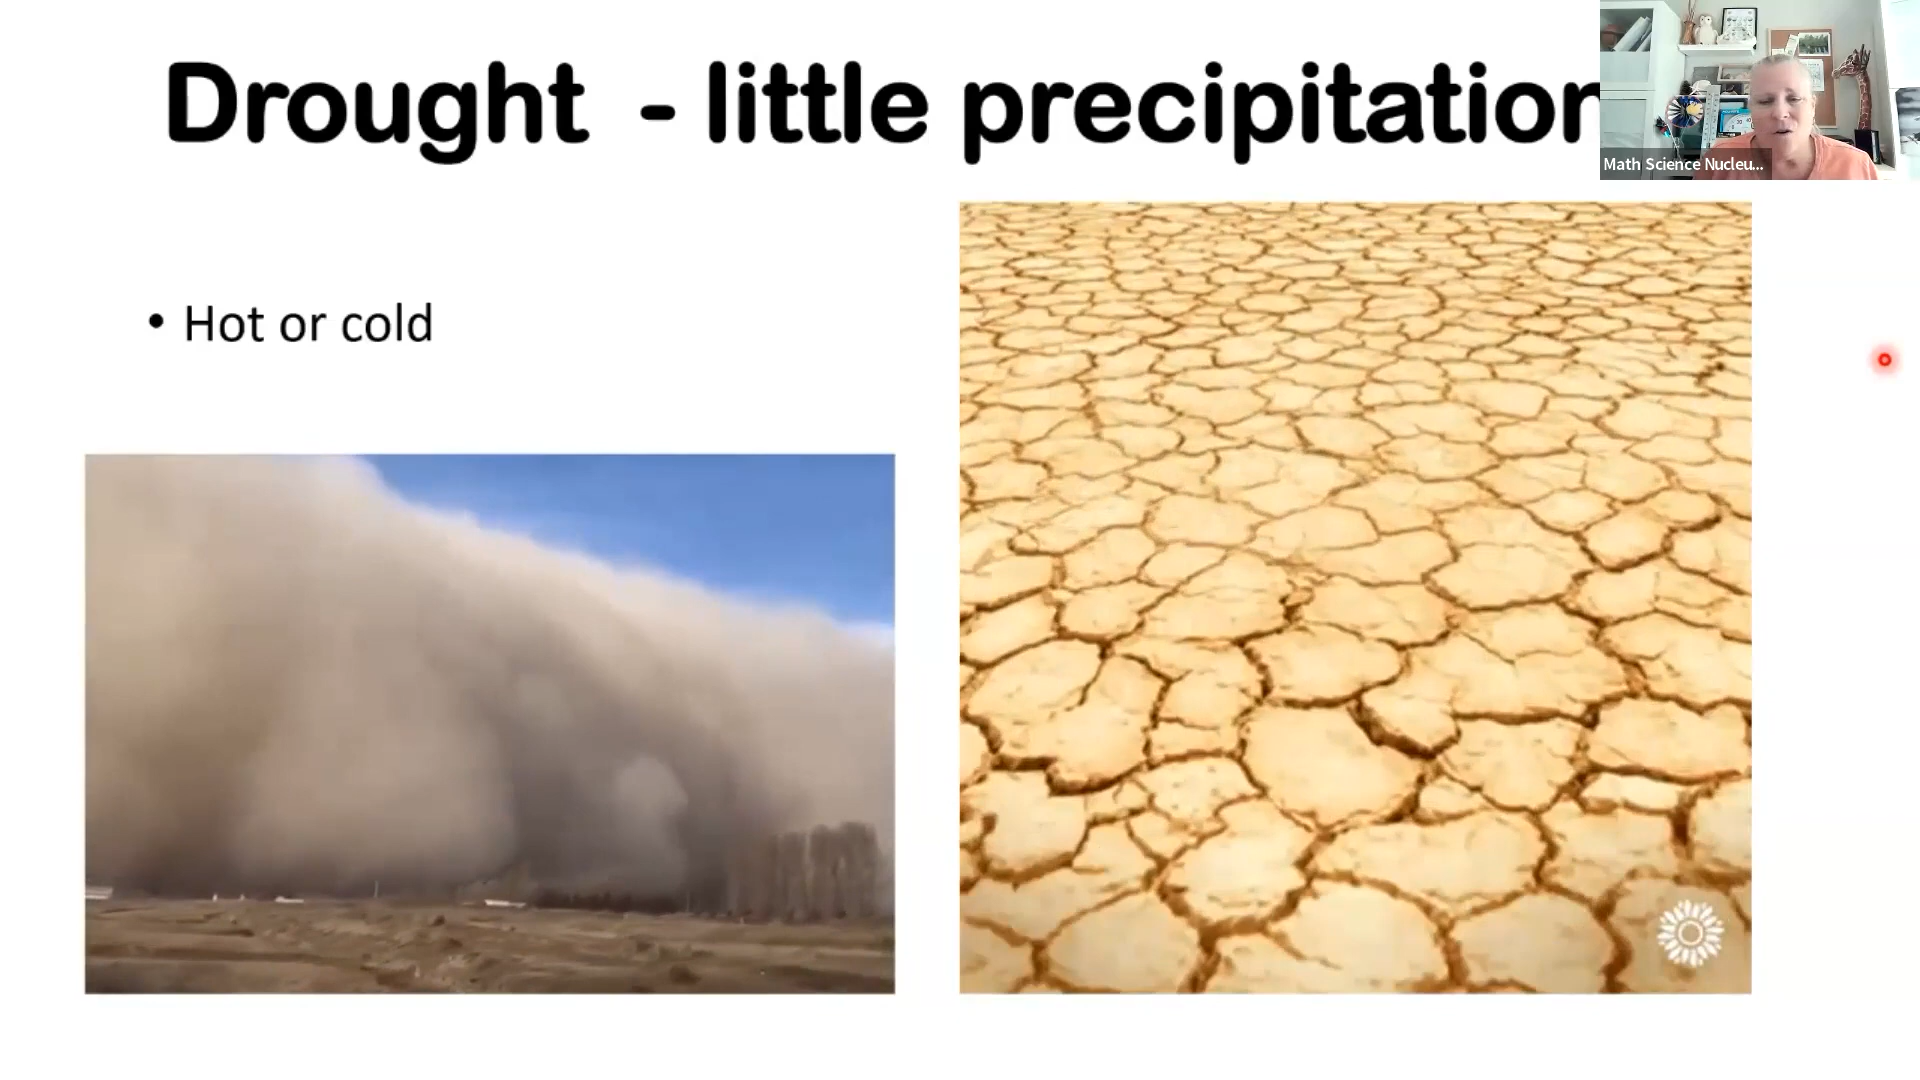 Drought - little precipitation
Math Science Nucleu...
• Hot or cold